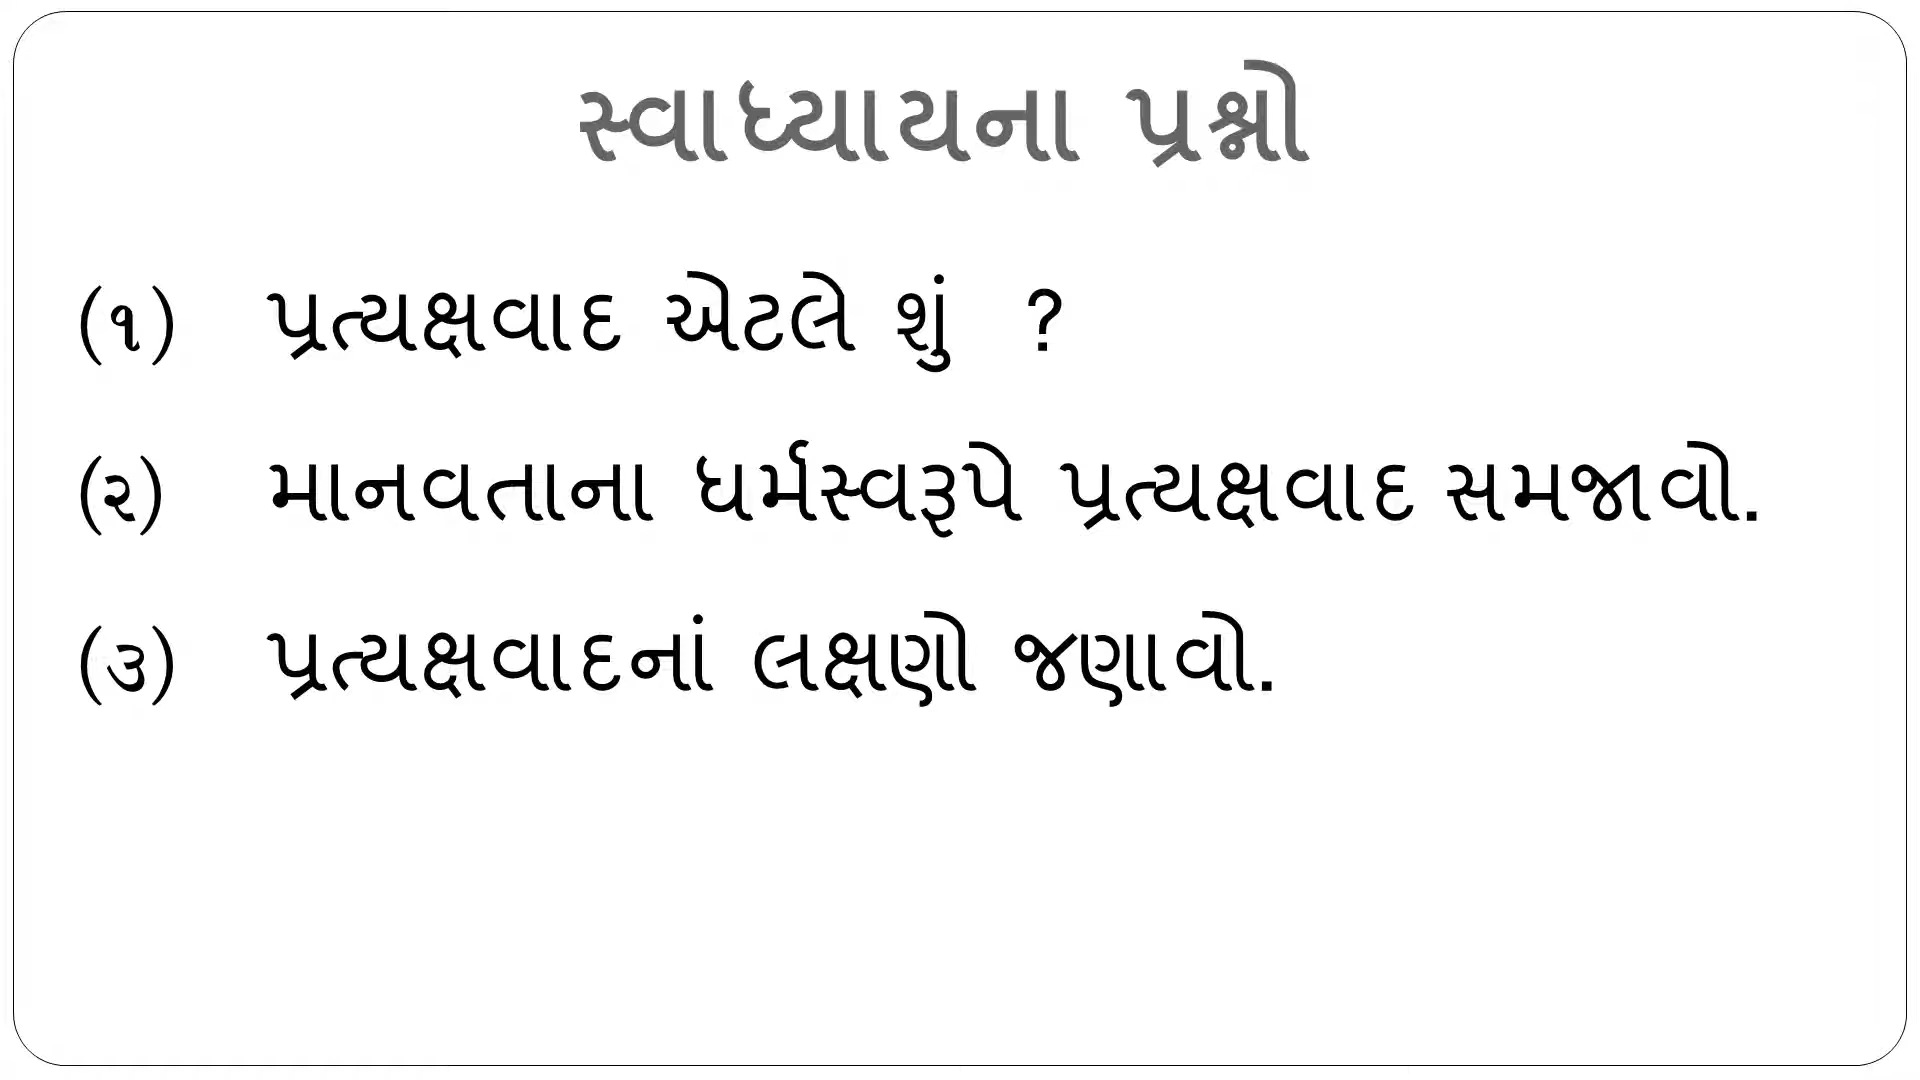 સ્વાધ્યાયના પ્રશ્નો
(૧) પ્રત્યક્ષવાદ એટલે શું ?
(૨) માનવતાના ધર્મસ્વરૂપે પ્રત્યક્ષવાદ સમજાવો.
(૩) પ્રત્યક્ષવાદનાં લક્ષણો જણાવો.